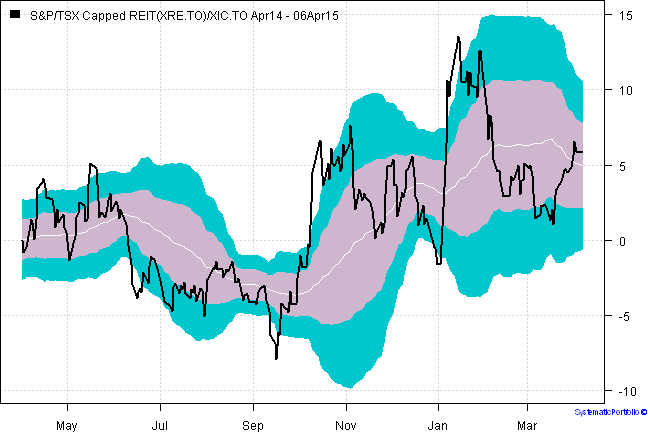 S&P/TSX Capped REIT(XRE.TO)/XIC.TO Apr14 - 06Apr15
15
10
5
0
-5
-10
May Jul Sep Nov Jan Mar
SystematicPortfolio ©